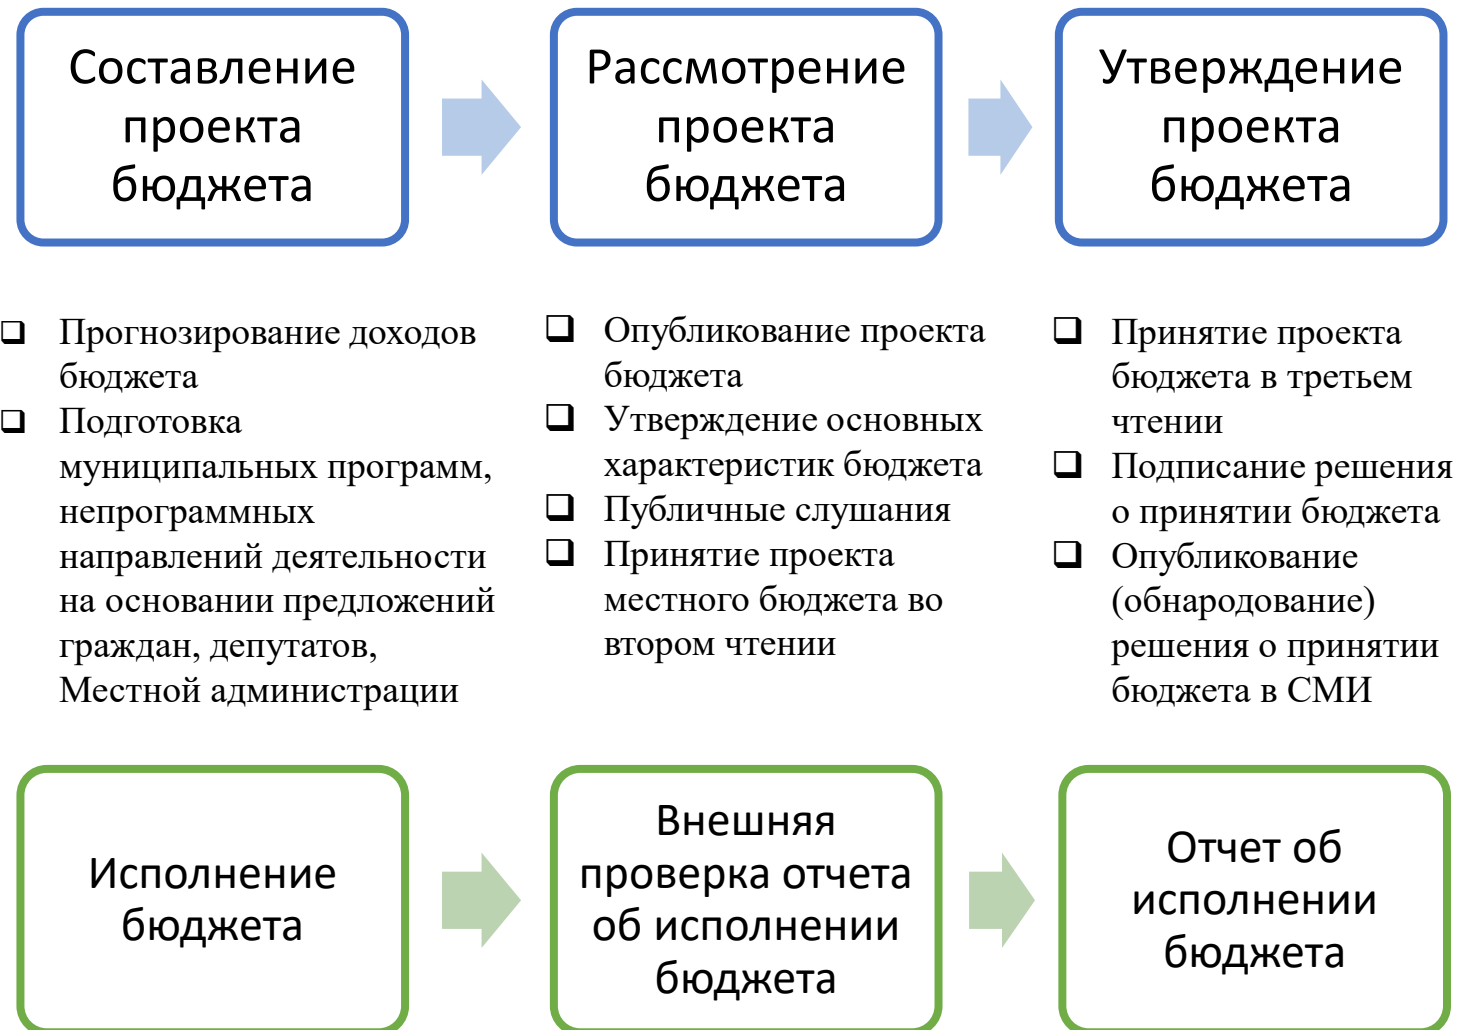 Составление
проекта
бюджета
Рассмотрение
проекта
бюджета
Утверждение
проекта
бюджета
Прогнозирование доходов
бюджета
Подготовка
муниципальных программ,
непрограммных
направлений деятельности
на основании предложений
граждан, депутатов,
Местной администрации
Опубликование проекта
бюджета
Утверждение основных
характеристик бюджета
Публичные слушания
Принятие проекта
местного бюджета во
втором чтении
Принятие проекта
бюджета в третьем
чтении
Подписание решения
о принятии бюджета
Опубликование
(обнародование)
решения о принятии
бюджета в СМИ
Исполнение
бюджета
Внешняя
проверка отчета
об исполнении
бюджета
Отчет об
исполнении
бюджета